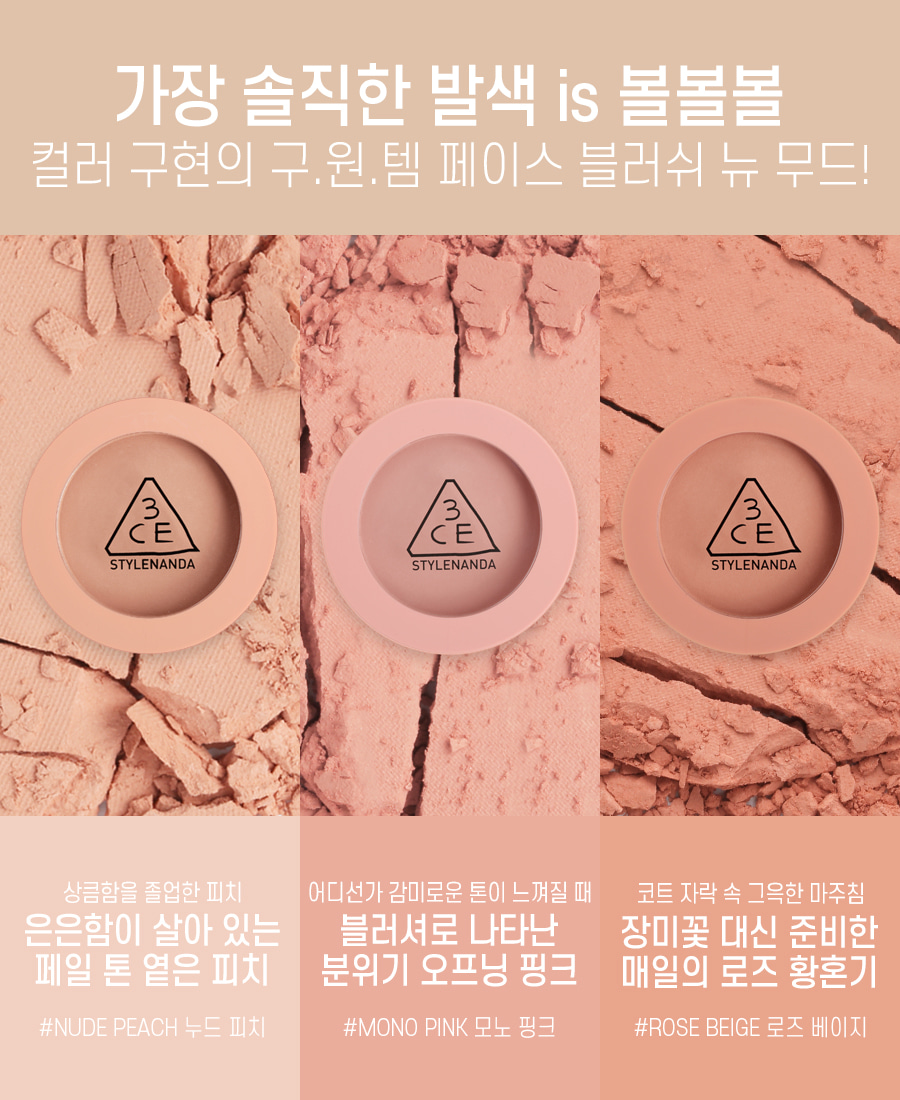 가장 솔직한 발색 is 볼볼볼
컬러 구현의 구.원.템 페이스 블러쉬 뉴 무드!
3
CE
STYLENANDA
3
CE
STYLENANDA
3
CE
STYLENANDA
상큼함을 졸업한 피치
은은함이 살아 있는
페일 톤 옅은 피치
#NUDE PEACH 누드 피치
어디선가 감미로운 톤이 느껴질 때
블러셔로 나타난
분위기 오프닝 핑크
#MONO PINK 모노 핑크
코트 자락 속 그윽한 마주침
장미꽃 대신 준비한
매일의 로즈 황혼기
#ROSE BEIGE 로즈 베이지